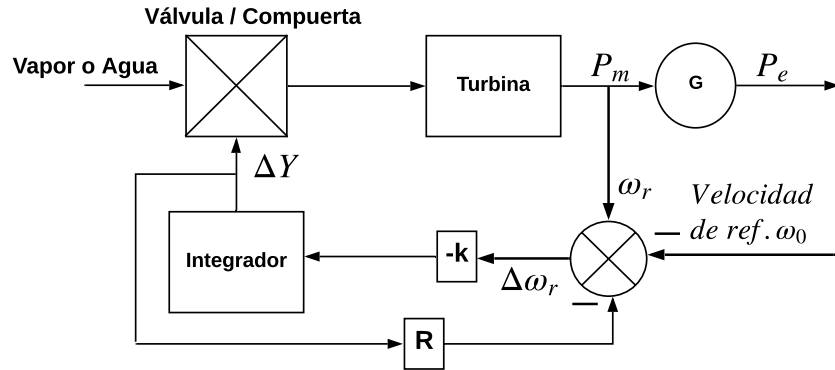 Válvula / Compuerta
Vapor o Agua
Turbina
P_m
G
P_e
ΔY
ω_r
Velocidad
de ref. ω_0
Integrador
-k
Δω_r
R